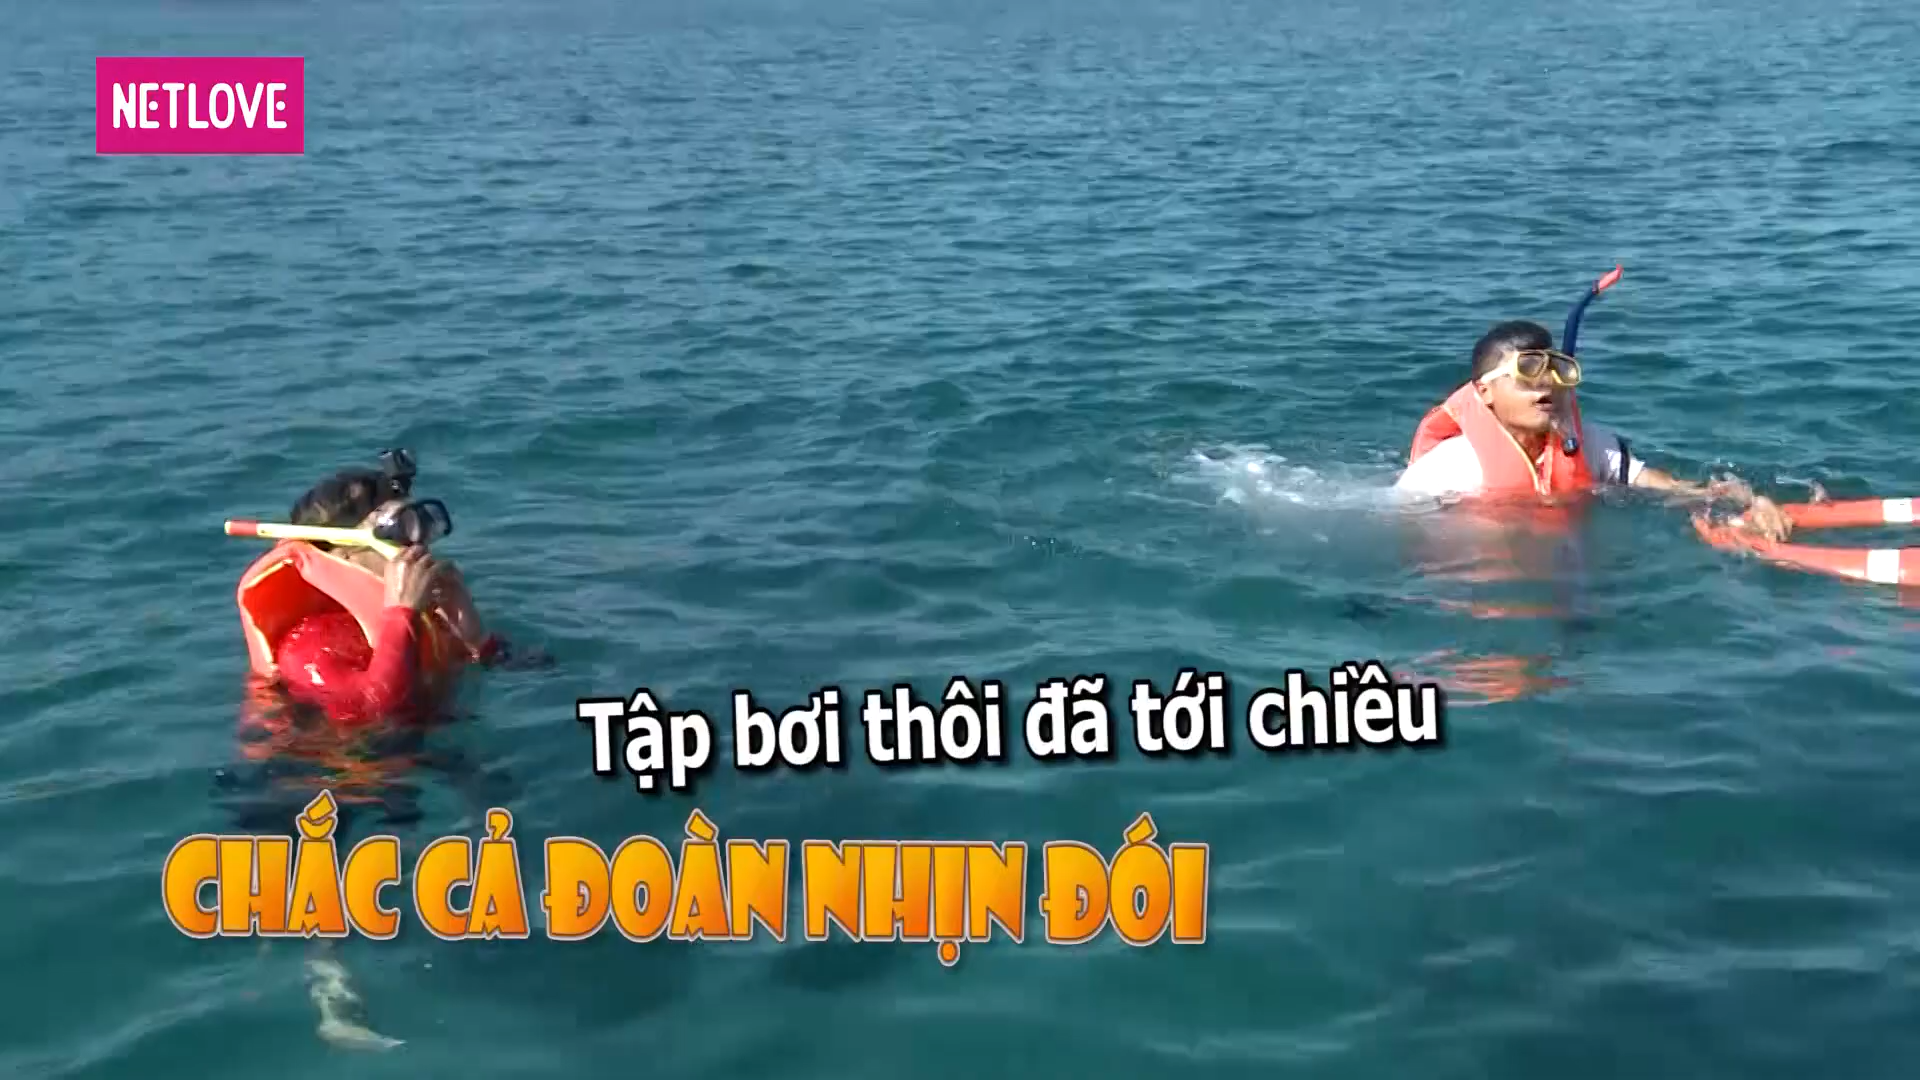 NETLOVE
Tập bơi thôi đã tới chiều
CHẮC CẢ ĐOÀN NHỊN ĐÓI